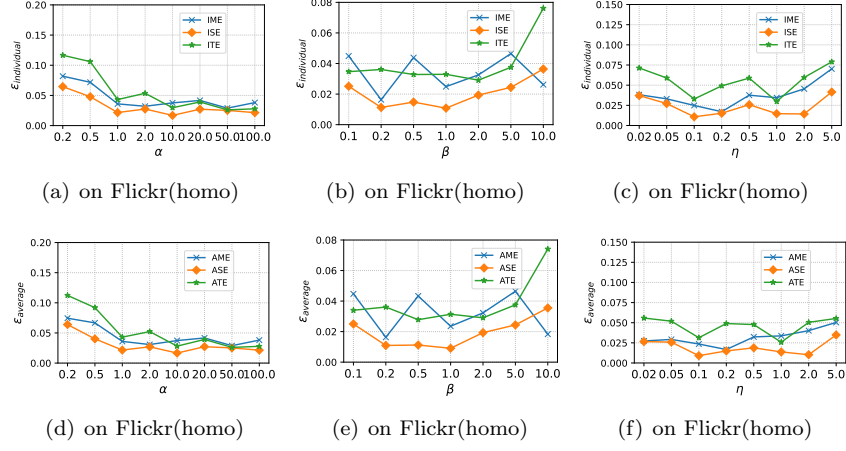 0.20
0.15
0.10
0.05
0.00
IME
ISE
ITE
ε_individual
0.2 0.5 1.0 2.0 10.0 20.0 50.0 100.0
α
(a) on Flickr(homo)
0.08
0.06
0.04
0.02
0.00
IME
ISE
ITE
ε_individual
0.1 0.2 0.5 1.0 2.0 5.0 10.0
β
(b) on Flickr(homo)
0.150
0.125
0.100
0.075
0.050
0.025
0.000
IME
ISE
ITE
ε_individual
0.02 0.05 0.1 0.2 0.5 1.0 2.0 5.0
η
(c) on Flickr(homo)
0.20
0.15
0.10
0.05
0.00
AME
ASE
ATE
ε_average
0.2 0.5 1.0 2.0 10.0 20.0 50.0 100.0
α
(d) on Flickr(homo)
0.08
0.06
0.04
0.02
0.00
AME
ASE
ATE
ε_average
0.1 0.2 0.5 1.0 2.0 5.0 10.0
β
(e) on Flickr(homo)
0.150
0.125
0.100
0.075
0.050
0.025
0.000
AME
ASE
ATE
ε_average
0.02 0.05 0.1 0.2 0.5 1.0 2.0 5.0
η
(f) on Flickr(homo)